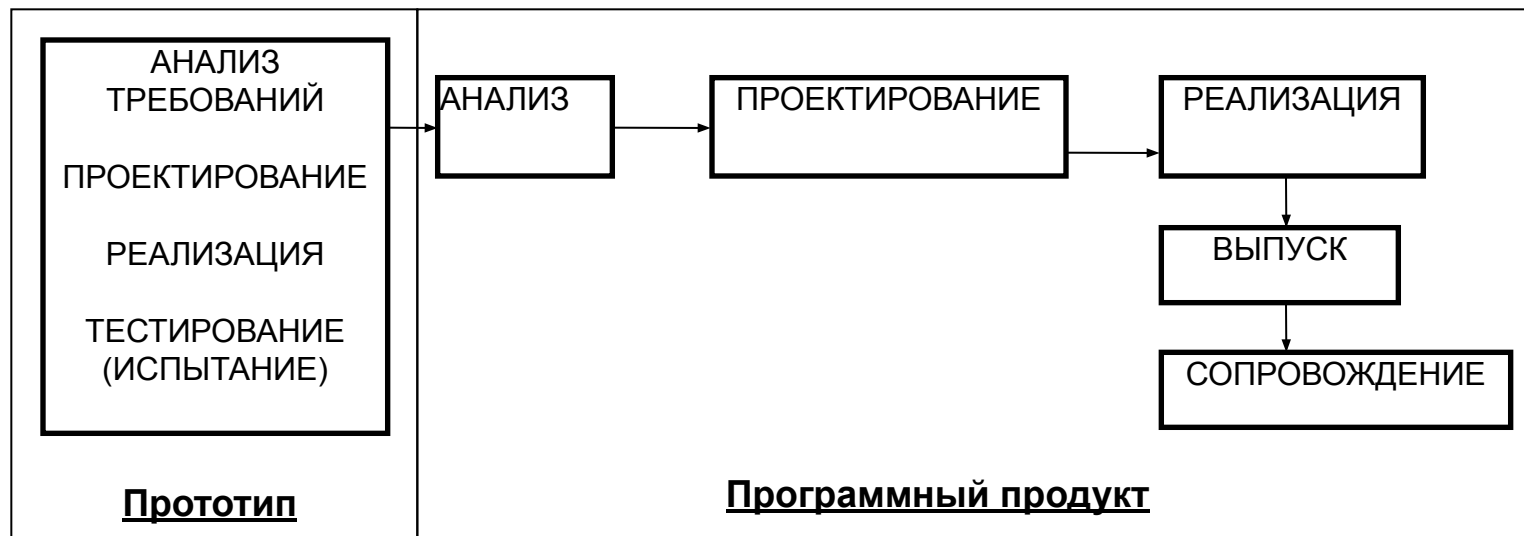 АНАЛИЗ
ТРЕБОВАНИЙ
ПРОЕКТИРОВАНИЕ
РЕАЛИЗАЦИЯ
ТЕСТИРОВАНИЕ
(ИСПЫТАНИЕ)
Прототип
АНАЛИЗ
ПРОЕКТИРОВАНИЕ
РЕАЛИЗАЦИЯ
ВЫПУСК
СОПРОВОЖДЕНИЕ
Программный продукт